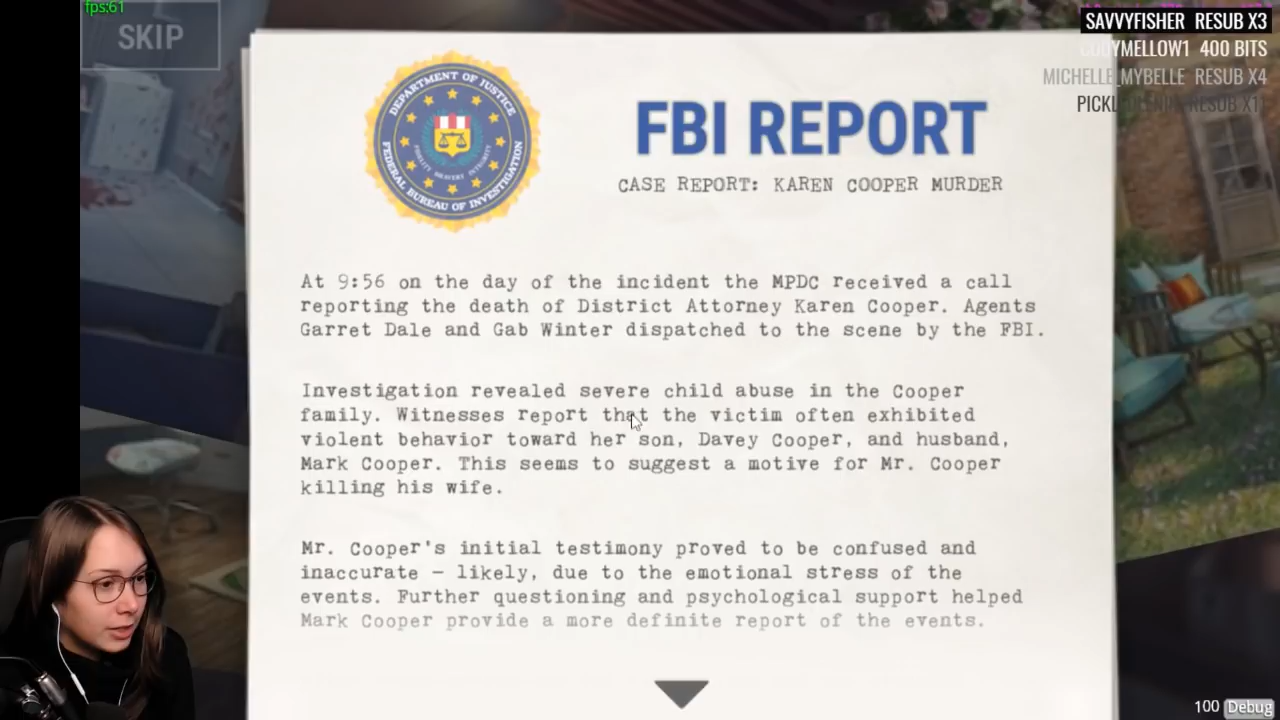 fps:61
SKIP
SAVVYFISHER RESUB X3
400 BITS
MICHELLE_MYBELLE RESUB X4
RESUB X1
DEPARTMENT OF JUSTICE
FEDERAL BUREAU OF INVESTIGATION
FIDELITY BRAVERY INTEGRITY
FBI REPORT
CASE REPORT: KAREN COOPER MURDER
At 9:56 on the day of the incident the MPDC received a call
reporting the death of District Attorney Karen Cooper. Agents
Garret Dale and Gab Winter dispatched to the scene by the FBI.
Investigation revealed severe child abuse in the Cooper
family. Witnesses report that the victim often exhibited
violent behavior toward her son, Davey Cooper, and husband,
Mark Cooper. This seems to suggest a motive for Mr. Cooper
killing his wife.
Mr. Cooper's initial testimony proved to be confused and
inaccurate – likely, due to the emotional stress of the
events. Further questioning and psychological support helped
Mark Cooper provide a more definite report of the events.
100 Debug